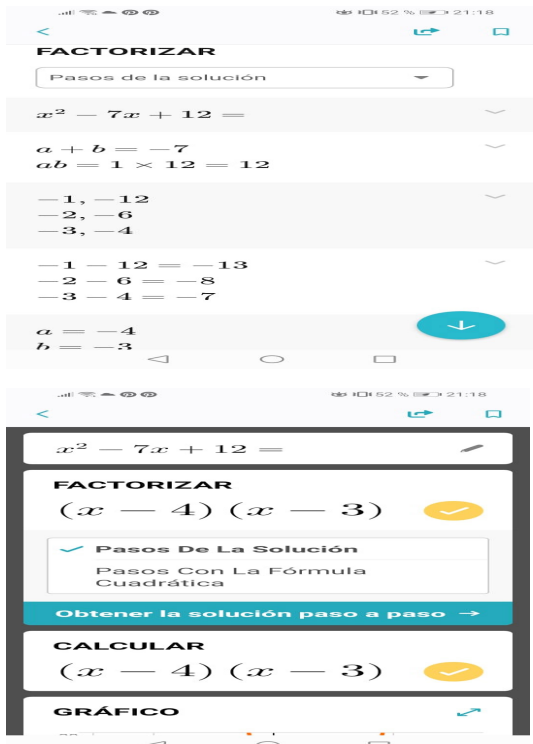 52 % 21:18
<
FACTORIZAR
Pasos de la solución
x² − 7x + 12 =
a + b = −7
ab = 1 × 12 = 12
−1, −12
−2, −6
−3, −4
−1 − 12 = −13
−2 − 6 = −8
−3 − 4 = −7
a = −4
b = −3
52 % 21:18
<
x² − 7x + 12 =
FACTORIZAR
(x − 4) (x − 3)
Pasos De La Solución
Pasos Con La Fórmula
Cuadrática
Obtener la solución paso a paso →
CALCULAR
(x − 4) (x − 3)
GRÁFICO